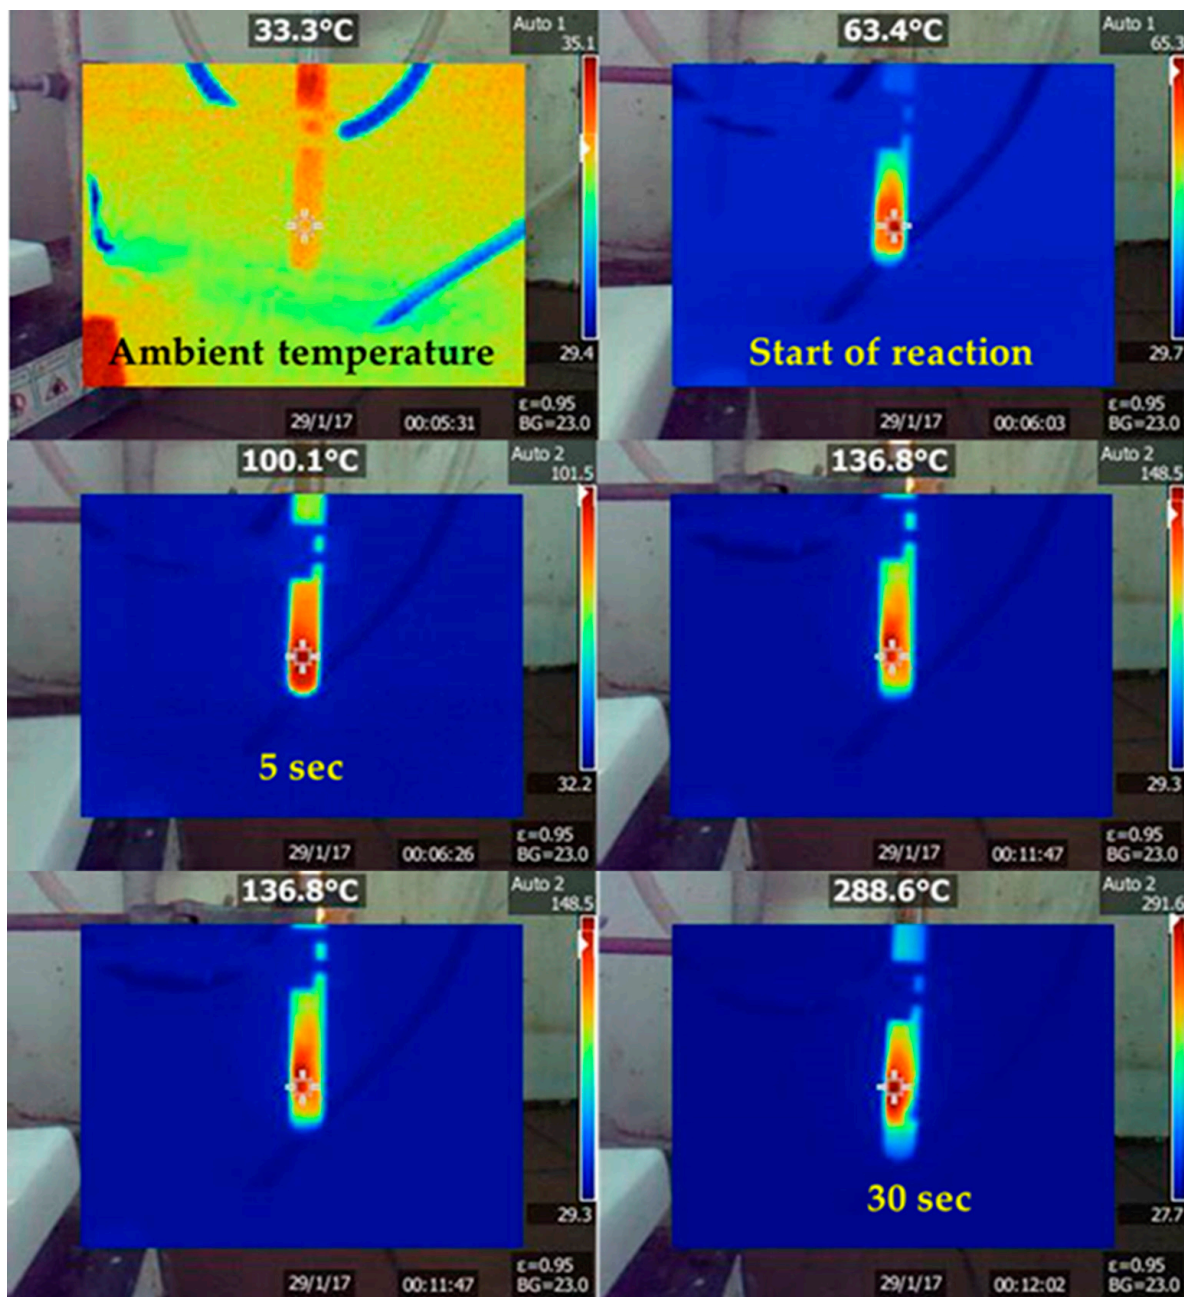 33.3°C
Auto 1
35.1
Ambient temperature
29.4
ε=0.95
29/1/17 00:05:31 BG=23.0
63.4°C
Auto 1
65.3
Start of reaction
29.7
ε=0.95
29/1/17 00:06:03 BG=23.0
100.1°C
Auto 2
101.5
5 sec
32.2
ε=0.95
29/1/17 00:06:26 BG=23.0
136.8°C
Auto 2
148.5
29.3
ε=0.95
29/1/17 00:11:47 BG=23.0
136.8°C
Auto 2
148.5
29.3
ε=0.95
29/1/17 00:11:47 BG=23.0
288.6°C
Auto 2
291.6
30 sec
27.7
ε=0.95
29/1/17 00:12:02 BG=23.0